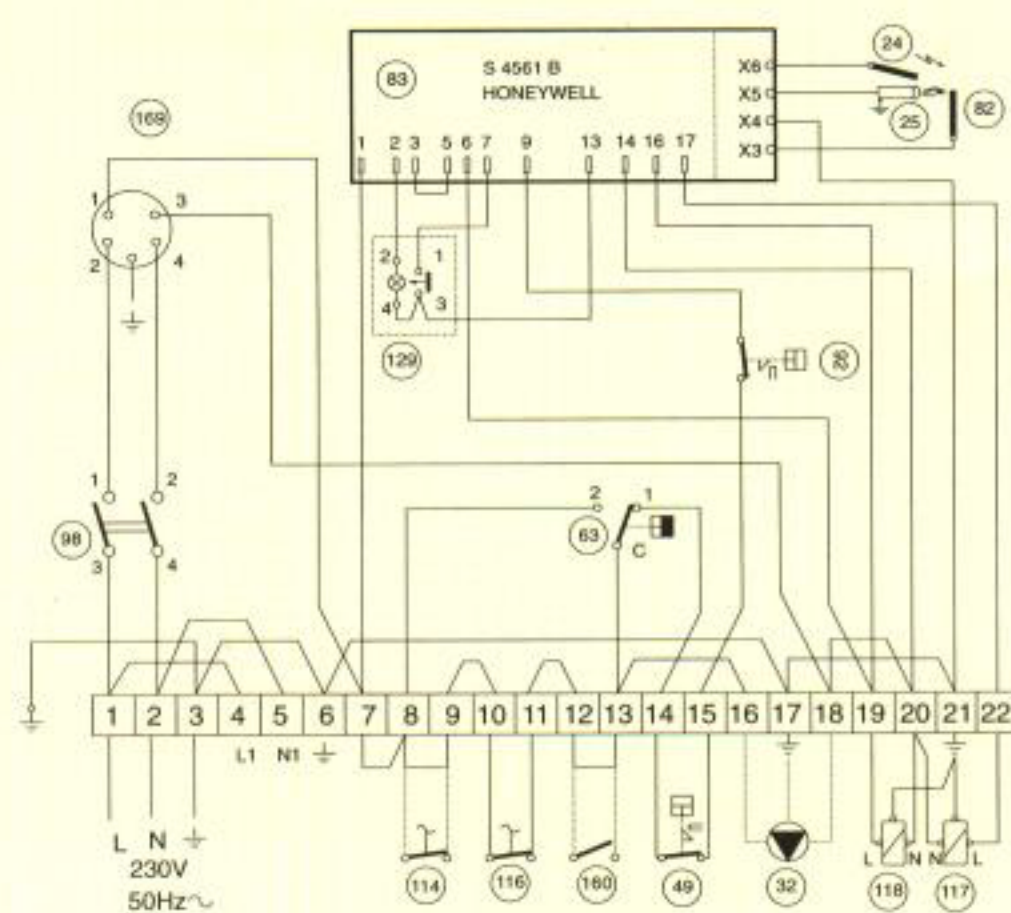 24
S 4561 B
X6
83
HONEYWELL
X5
82
25
169
X4
1 2 3 5 6 7 9 13 14 16 17
X3
1 3
2 4
2 1
4 3
129
26
1 2
98
3 4
2 1
63
C
1 2 3 4 5 6 7 8 9 10 11 12 13 14 15 16 17 18 19 20 21 22
L1 N1
L N
230V
50Hz~
L N N L
114 116 160 49 32 118 117